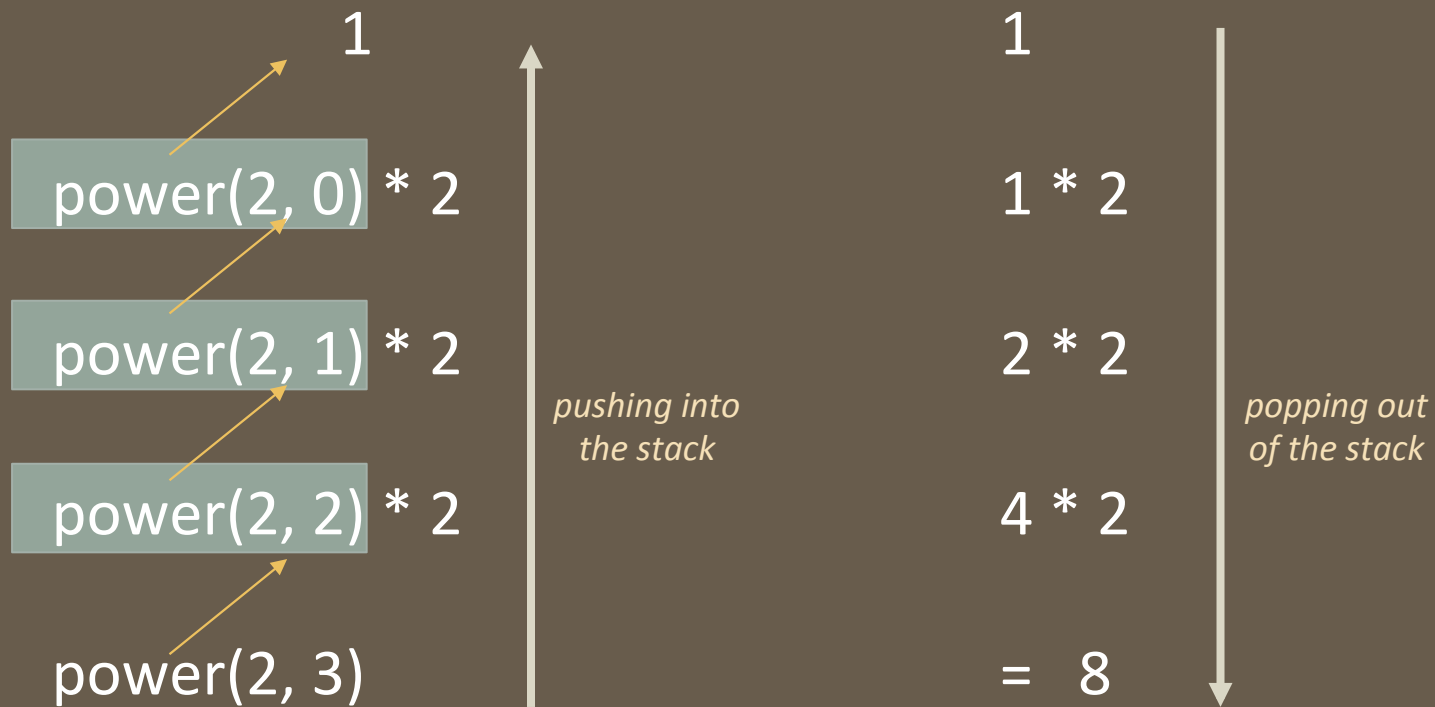 1
power(2, 0) * 2
power(2, 1) * 2
power(2, 2) * 2
power(2, 3)
pushing into
the stack
1
1 * 2
2 * 2
4 * 2
= 8
popping out
of the stack